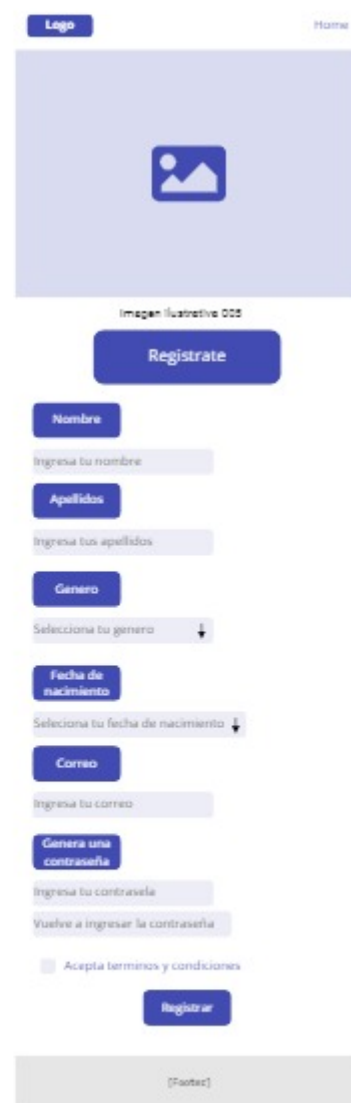 Logo
Home
Imagen Ilustrativa 005
Registrate
Nombre
Ingresa tu nombre
Apellidos
Ingresa tus apellidos
Genero
Selecciona tu genero
Fecha de
nacimiento
Seleciona tu fecha de nacimiento
Correo
Ingresa tu correo
Genera una
contraseña
Ingresa tu contrasela
Vuelve a ingresar la contraseña
Acepta terminos y condiciones
Registrar
[Footer]